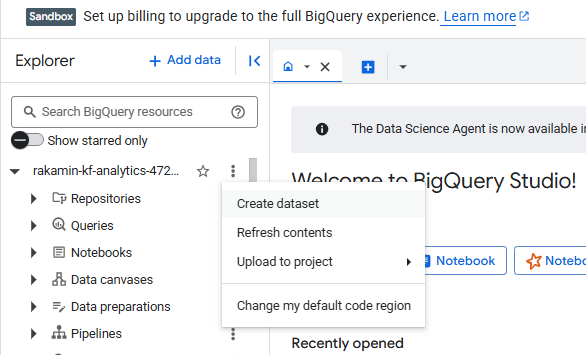 Sandbox Set up billing to upgrade to the full BigQuery experience. Learn more
Explorer + Add data
Search BigQuery resources
Show starred only
The Data Science Agent is now available
rakamin-kf-analytics-472...
Welcome to BigQuery Studio!
Repositories
Create dataset
Queries
Refresh contents
Notebooks
Upload to project
Notebook
Data canvases
Data preparations
Change my default code region
Pipelines
Recently opened